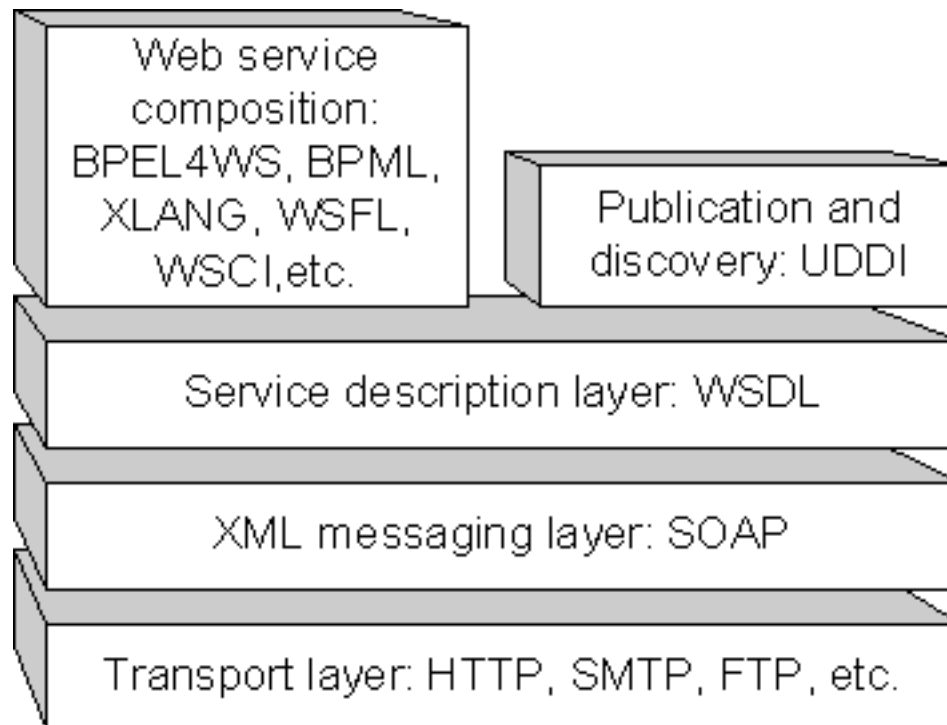 Web service
composition:
BPEL4WS, BPML,
XLANG, WSFL,
WSCI,etc.
Publication and
discovery: UDDI
Service description layer: WSDL
XML messaging layer: SOAP
Transport layer: HTTP, SMTP, FTP, etc.